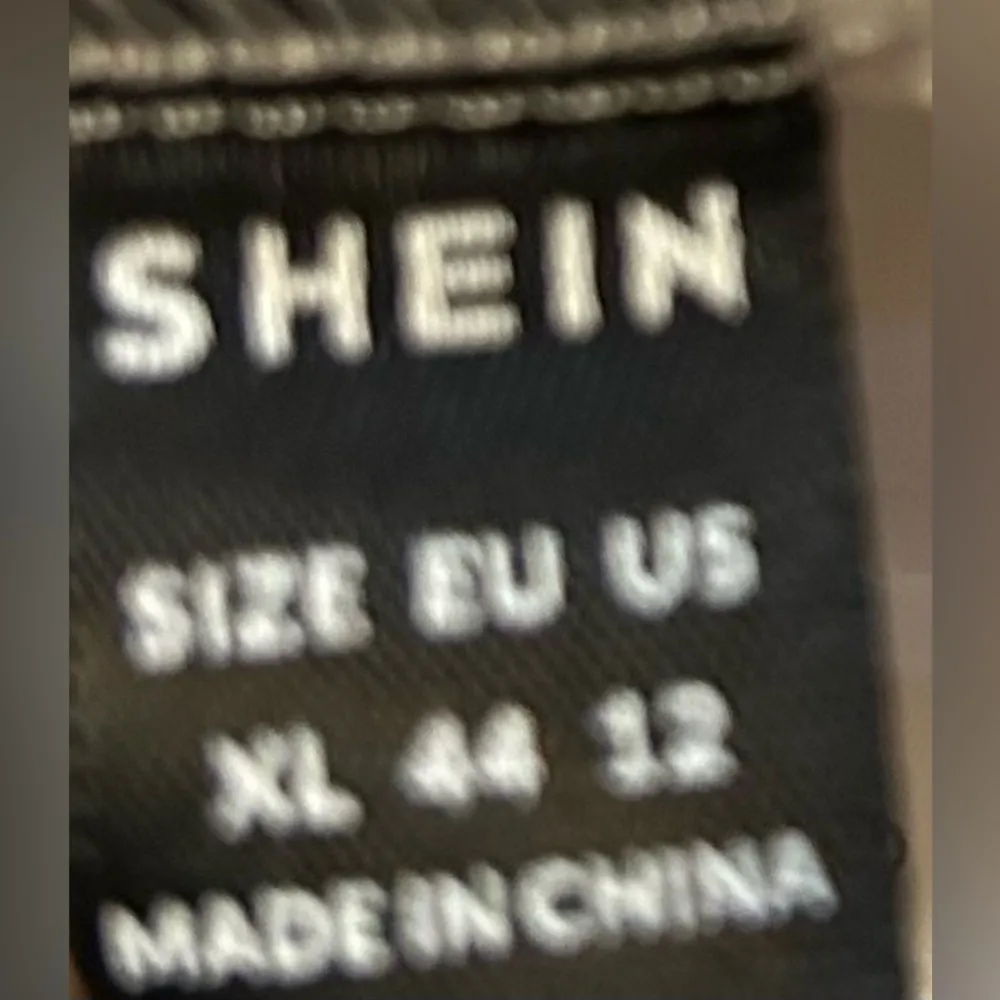 SHEIN
SIZE EU US
XL 44 12
MADE IN CHINA